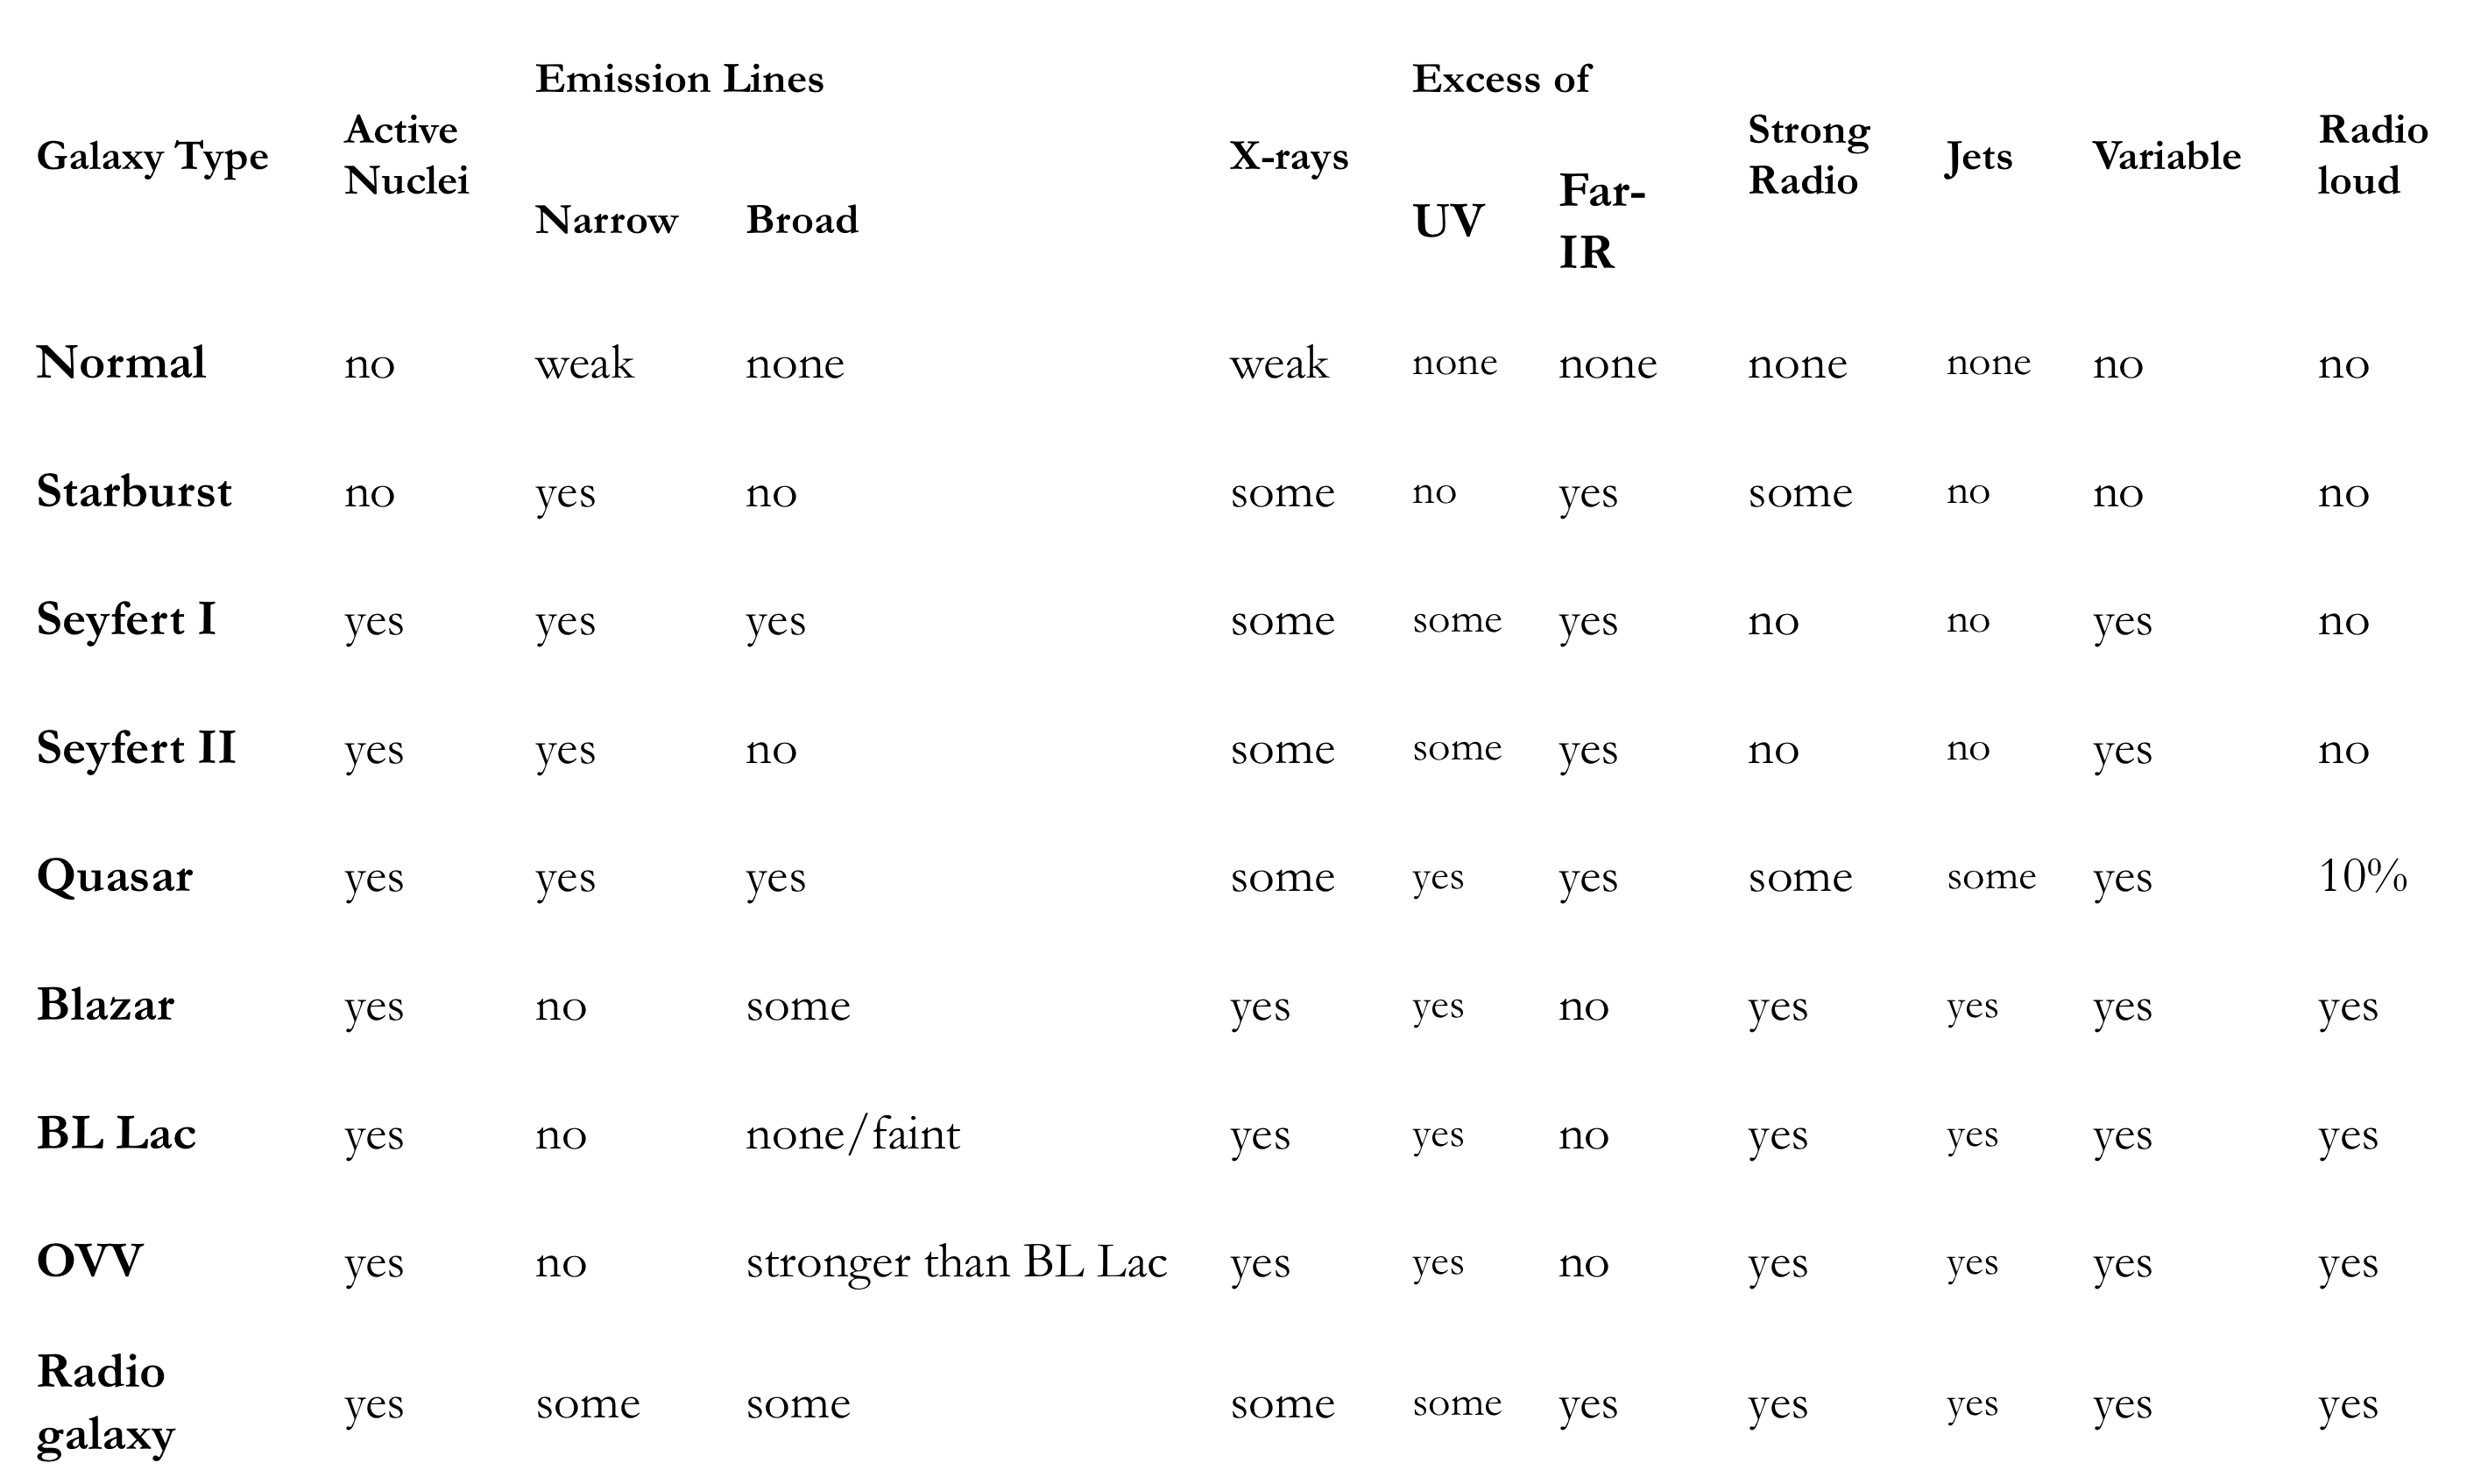 Emission Lines Excess of
Galaxy Type Active Nuclei Narrow Broad X-rays UV Far-IR Strong Radio Jets Variable Radio loud
Normal no weak none weak none none none none no no
Starburst no yes no some no yes some no no no
Seyfert I yes yes yes some some yes no no yes no
Seyfert II yes yes no some some yes no no yes no
Quasar yes yes yes some yes yes some some yes 10%
Blazar yes no some yes yes no yes yes yes yes
BL Lac yes no none/faint yes yes no yes yes yes yes
OVV yes no stronger than BL Lac yes yes no yes yes yes yes
Radio galaxy yes some some some some yes yes yes yes yes